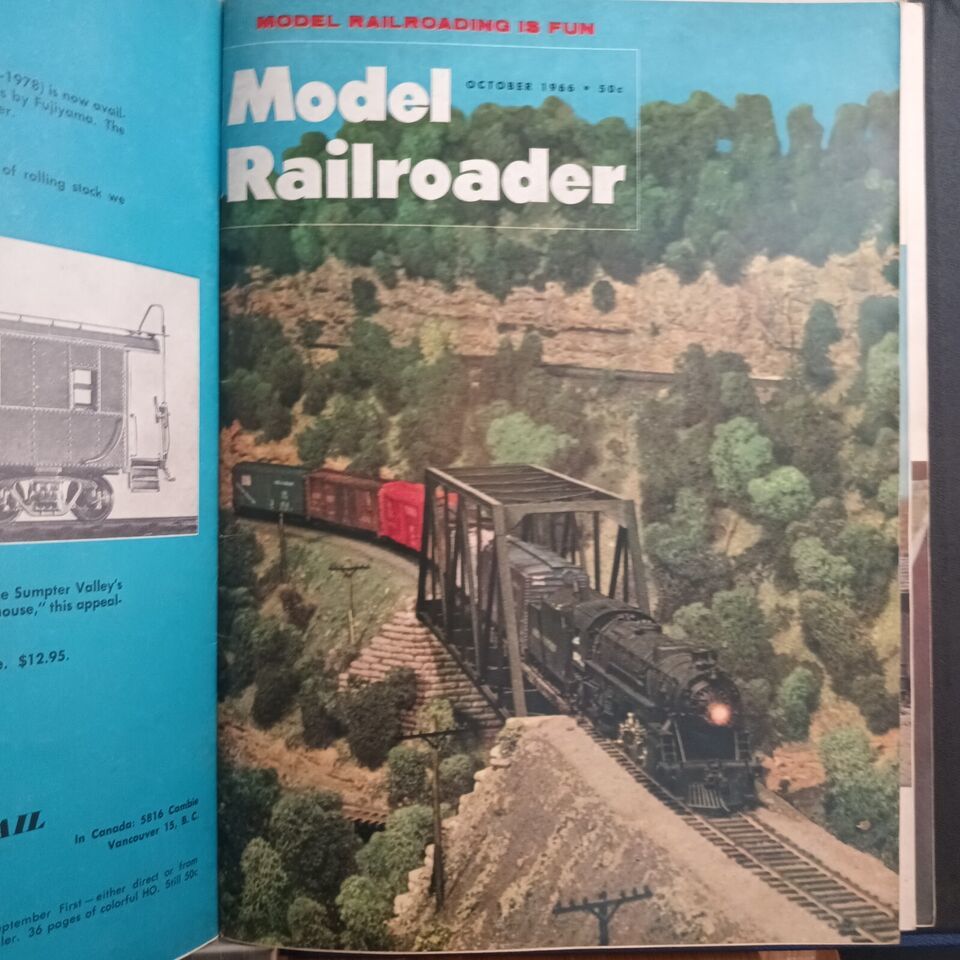 -1978) is now avail-
s by Fujiyama. The
er.
of rolling stock we
e Sumpter Valley's
ouse," this appeal-
e. $12.95.
AIL
In Canada: 5816 Cambie
Vancouver 15, B.C.
eptember First — either direct or from
ler. 36 pages of colorful HO. Still 50c
MODEL RAILROADING IS FUN
Model
OCTOBER 1966 • 50c
Railroader